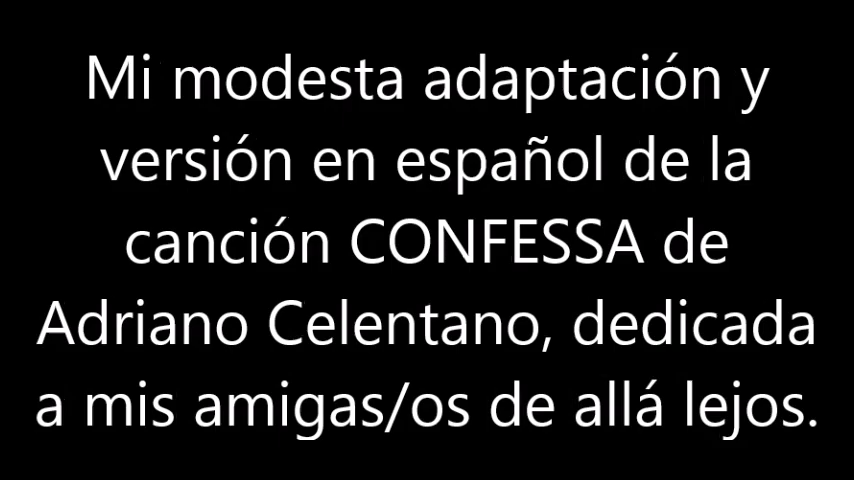 Mi modesta adaptación y
versión en español de la
canción CONFESSA de
Adriano Celentano, dedicada
a mis amigas/os de allá lejos.